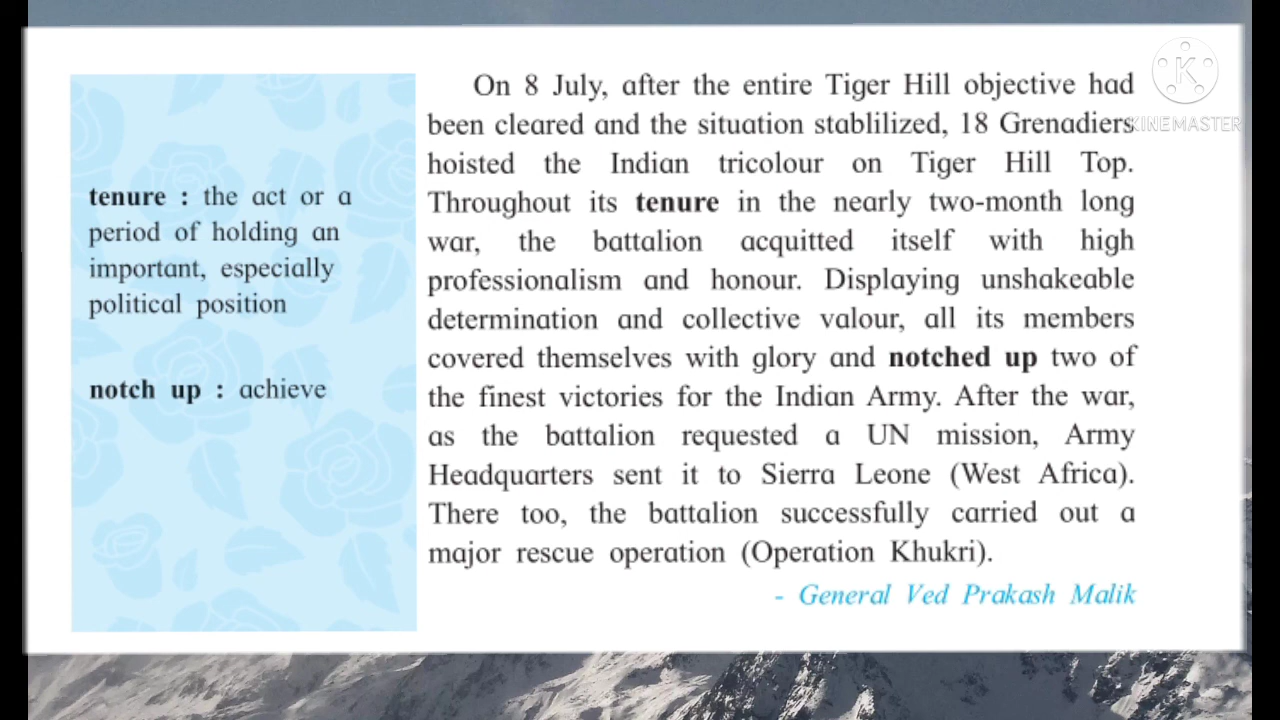 tenure : the act or a
period of holding an
important, especially
political position
notch up : achieve
On 8 July, after the entire Tiger Hill objective had
been cleared and the situation stablilized, 18 Grenadiers
hoisted the Indian tricolour on Tiger Hill Top.
Throughout its tenure in the nearly two-month long
war, the battalion acquitted itself with high
professionalism and honour. Displaying unshakeable
determination and collective valour, all its members
covered themselves with glory and notched up two of
the finest victories for the Indian Army. After the war,
as the battalion requested a UN mission, Army
Headquarters sent it to Sierra Leone (West Africa).
There too, the battalion successfully carried out a
major rescue operation (Operation Khukri).
- General Ved Prakash Malik
K
KINEMASTER